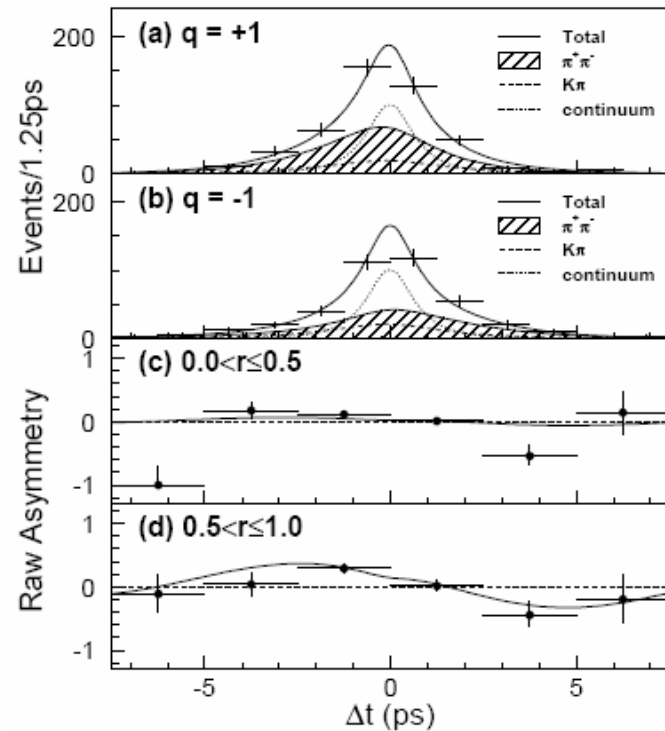 Events/1.25ps
200
(a) q = +1
Total
π⁺π⁻
Kπ
continuum
0
200
(b) q = -1
Total
π⁺π⁻
Kπ
continuum
0
Raw Asymmetry
1
(c) 0.0<r≤0.5
0
-1
1
(d) 0.5<r≤1.0
0
-1
-5 0 5
Δt (ps)